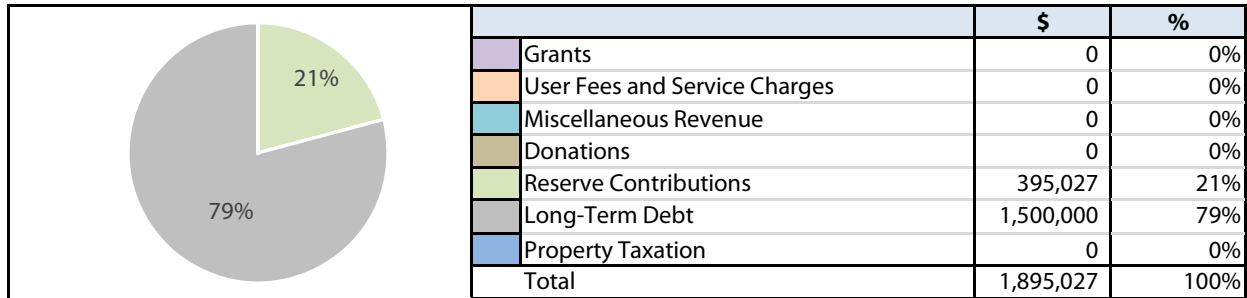 21%
79%
$ %
Grants 0 0%
User Fees and Service Charges 0 0%
Miscellaneous Revenue 0 0%
Donations 0 0%
Reserve Contributions 395,027 21%
Long-Term Debt 1,500,000 79%
Property Taxation 0 0%
Total 1,895,027 100%